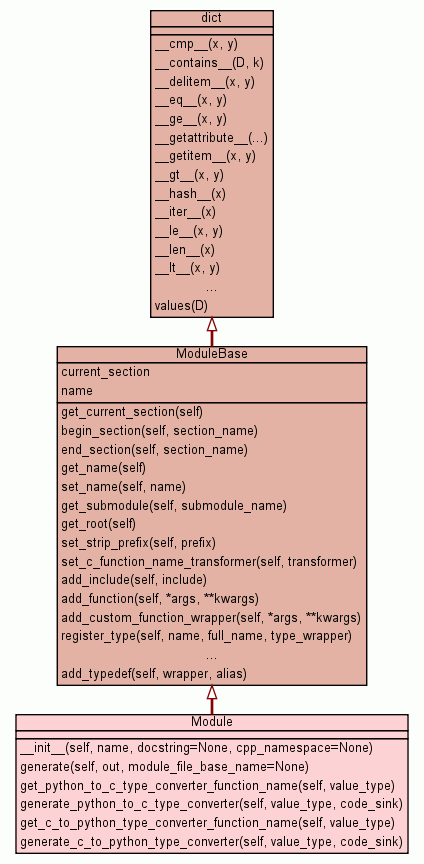 dict
__cmp__(x, y)
__contains__(D, k)
__delitem__(x, y)
__eq__(x, y)
__ge__(x, y)
__getattribute__(...)
__getitem__(x, y)
__gt__(x, y)
__hash__(x)
__iter__(x)
__le__(x, y)
__len__(x)
__lt__(x, y)
...
values(D)
ModuleBase
current_section
name
get_current_section(self)
begin_section(self, section_name)
end_section(self, section_name)
get_name(self)
set_name(self, name)
get_submodule(self, submodule_name)
get_root(self)
set_strip_prefix(self, prefix)
set_c_function_name_transformer(self, transformer)
add_include(self, include)
add_function(self, *args, **kwargs)
add_custom_function_wrapper(self, *args, **kwargs)
register_type(self, name, full_name, type_wrapper)
...
add_typedef(self, wrapper, alias)
Module
__init__(self, name, docstring=None, cpp_namespace=None)
generate(self, out, module_file_base_name=None)
get_python_to_c_type_converter_function_name(self, value_type)
generate_python_to_c_type_converter(self, value_type, code_sink)
get_c_to_python_type_converter_function_name(self, value_type)
generate_c_to_python_type_converter(self, value_type, code_sink)